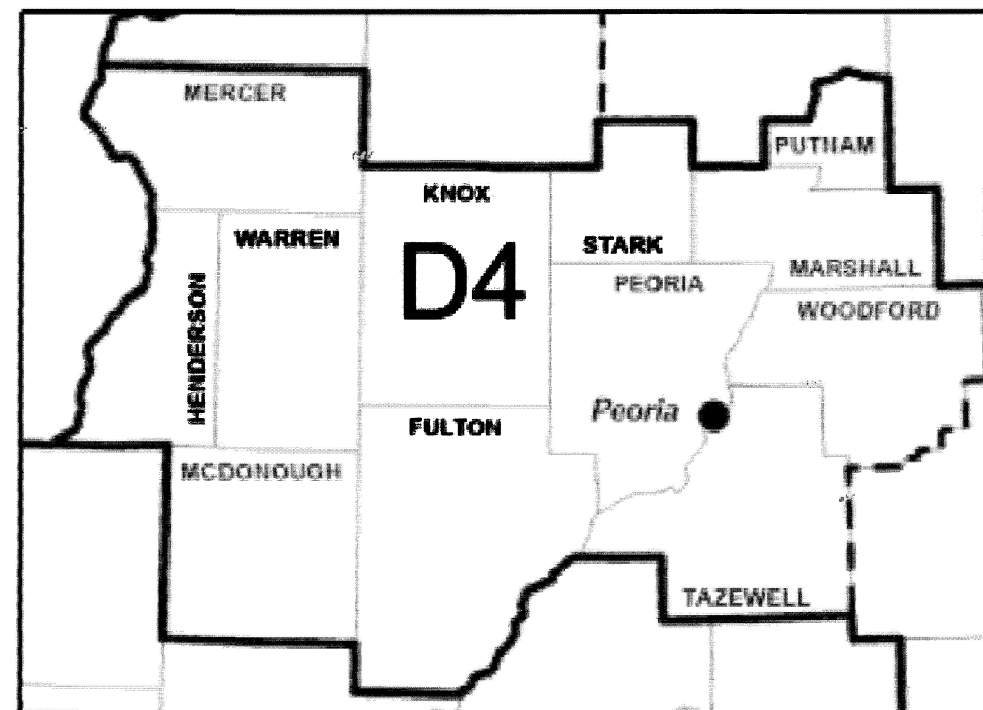 MERCER
PUTNAM
KNOX
WARREN
STARK
D4
MARSHALL
PEORIA
HENDERSON
WOODFORD
Peoria
FULTON
MCDONOUGH
TAZEWELL